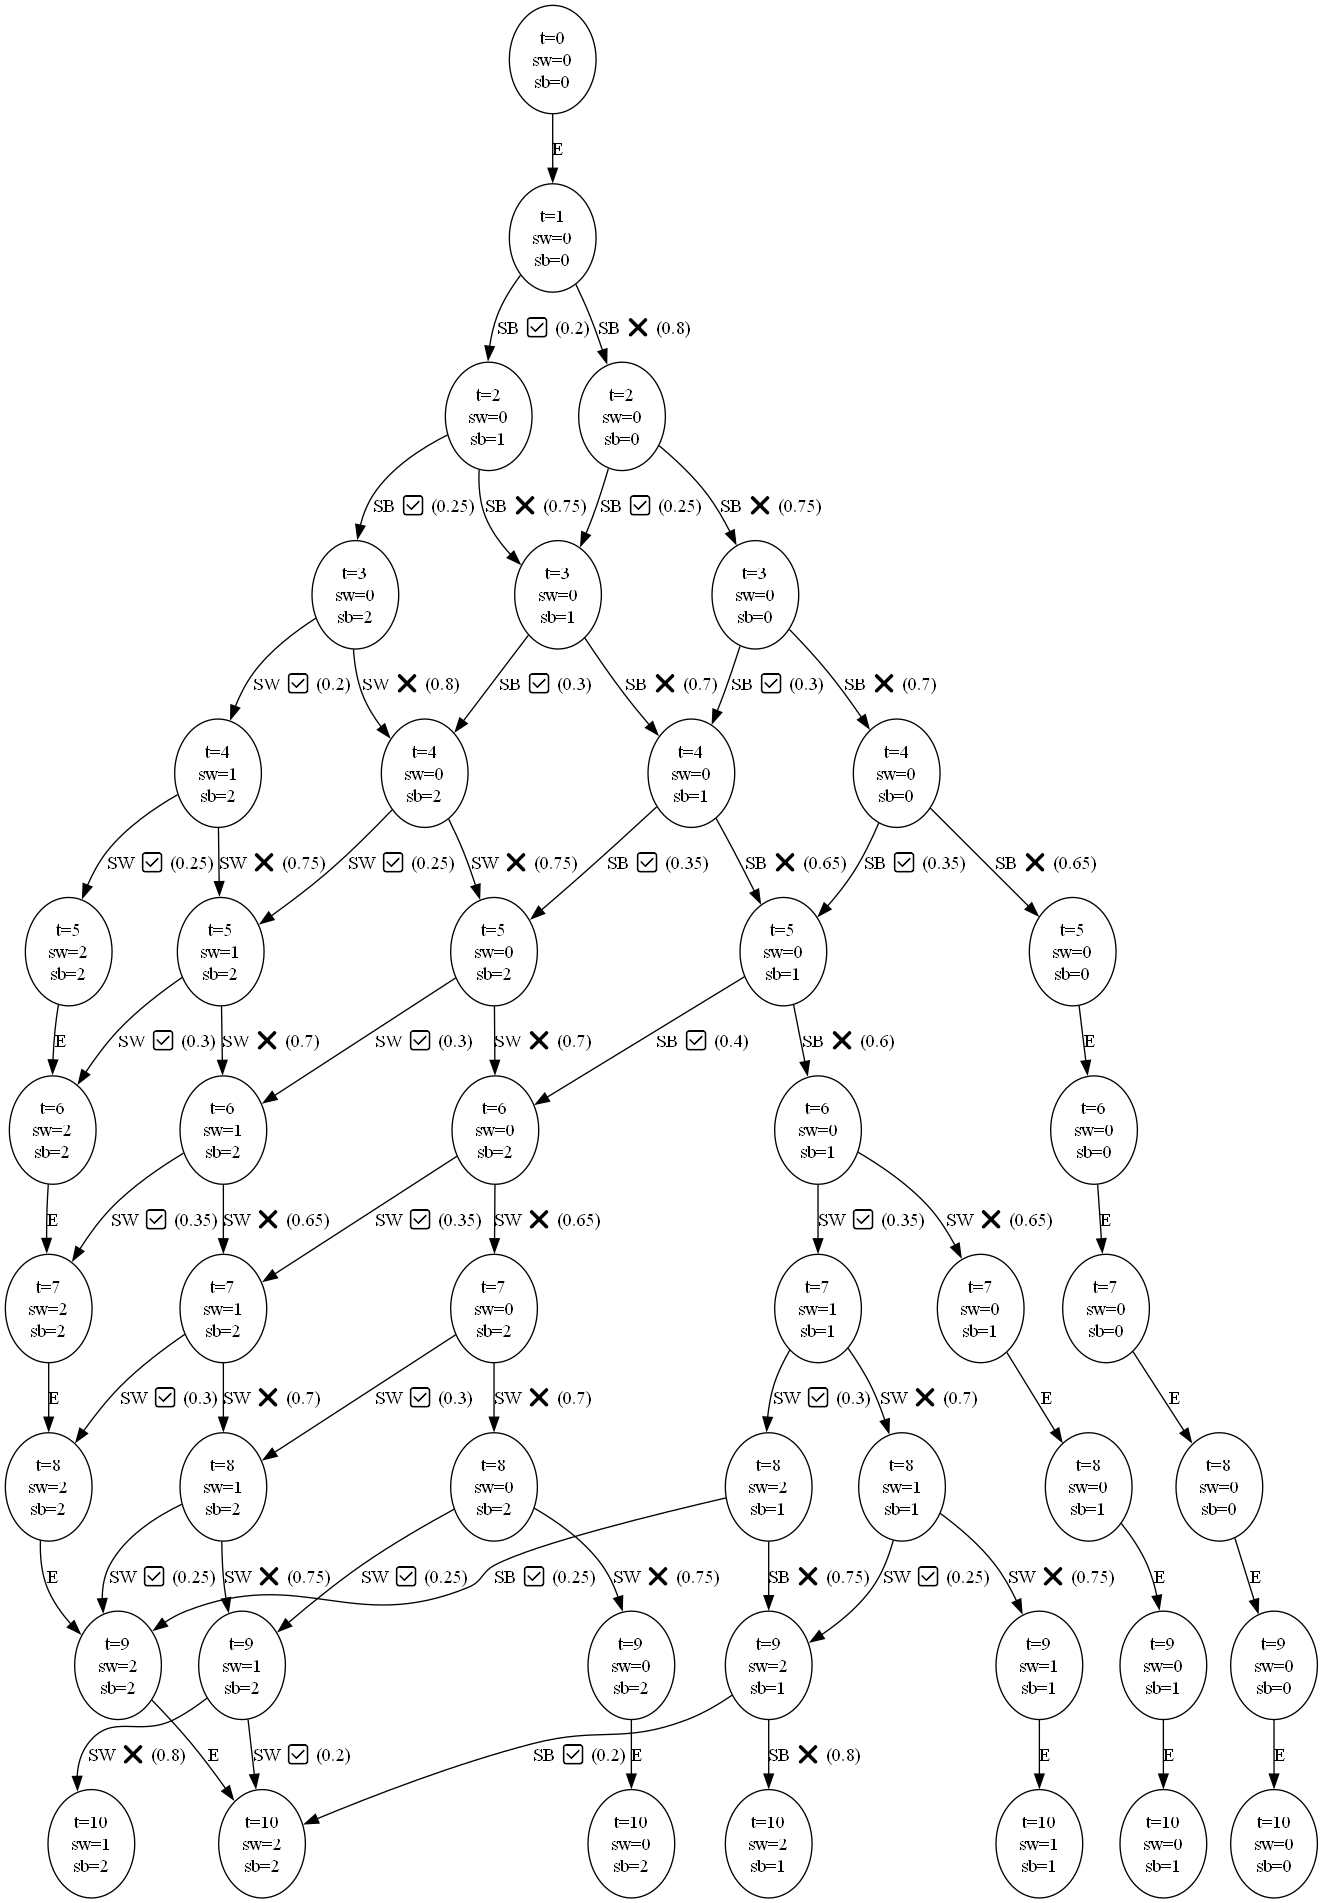 t=0
sw=0
sb=0
E
t=1
sw=0
sb=0
SB ☑ (0.2)
SB ❌ (0.8)
t=2
sw=0
sb=1
t=2
sw=0
sb=0
SB ☑ (0.25)
SB ❌ (0.75)
SB ☑ (0.25)
SB ❌ (0.75)
t=3
sw=0
sb=2
t=3
sw=0
sb=1
t=3
sw=0
sb=0
SW ☑ (0.2)
SW ❌ (0.8)
SB ☑ (0.3)
SB ❌ (0.7)
SB ☑ (0.3)
SB ❌ (0.7)
t=4
sw=1
sb=2
t=4
sw=0
sb=2
t=4
sw=0
sb=1
t=4
sw=0
sb=0
SW ☑ (0.25)
SW ❌ (0.75)
SW ☑ (0.25)
SW ❌ (0.75)
SB ☑ (0.35)
SB ❌ (0.65)
SB ☑ (0.35)
SB ❌ (0.65)
t=5
sw=2
sb=2
t=5
sw=1
sb=2
t=5
sw=0
sb=2
t=5
sw=0
sb=1
t=5
sw=0
sb=0
E
SW ☑ (0.3)
SW ❌ (0.7)
SW ☑ (0.3)
SW ❌ (0.7)
SB ☑ (0.4)
SB ❌ (0.6)
E
t=6
sw=2
sb=2
t=6
sw=1
sb=2
t=6
sw=0
sb=2
t=6
sw=0
sb=1
t=6
sw=0
sb=0
E
SW ☑ (0.35)
SW ❌ (0.65)
SW ☑ (0.35)
SW ❌ (0.65)
SW ☑ (0.35)
SW ❌ (0.65)
E
t=7
sw=2
sb=2
t=7
sw=1
sb=2
t=7
sw=0
sb=2
t=7
sw=1
sb=1
t=7
sw=0
sb=1
t=7
sw=0
sb=0
E
SW ☑ (0.3)
SW ❌ (0.7)
SW ☑ (0.3)
SW ❌ (0.7)
SW ☑ (0.3)
SW ❌ (0.7)
E
E
t=8
sw=2
sb=2
t=8
sw=1
sb=2
t=8
sw=0
sb=2
t=8
sw=2
sb=1
t=8
sw=1
sb=1
t=8
sw=0
sb=1
t=8
sw=0
sb=0
E
SW ☑ (0.25)
SW ❌ (0.75)
SW ☑ (0.25)
SB ☑ (0.25)
SW ❌ (0.75)
SB ❌ (0.75)
SW ☑ (0.25)
SW ❌ (0.75)
E
E
t=9
sw=2
sb=2
t=9
sw=1
sb=2
t=9
sw=0
sb=2
t=9
sw=2
sb=1
t=9
sw=1
sb=1
t=9
sw=0
sb=1
t=9
sw=0
sb=0
SW ❌ (0.8)
E
SW ☑ (0.2)
SB ☑ (0.2)
E
SB ❌ (0.8)
E
E
E
t=10
sw=1
sb=2
t=10
sw=2
sb=2
t=10
sw=0
sb=2
t=10
sw=2
sb=1
t=10
sw=1
sb=1
t=10
sw=0
sb=1
t=10
sw=0
sb=0